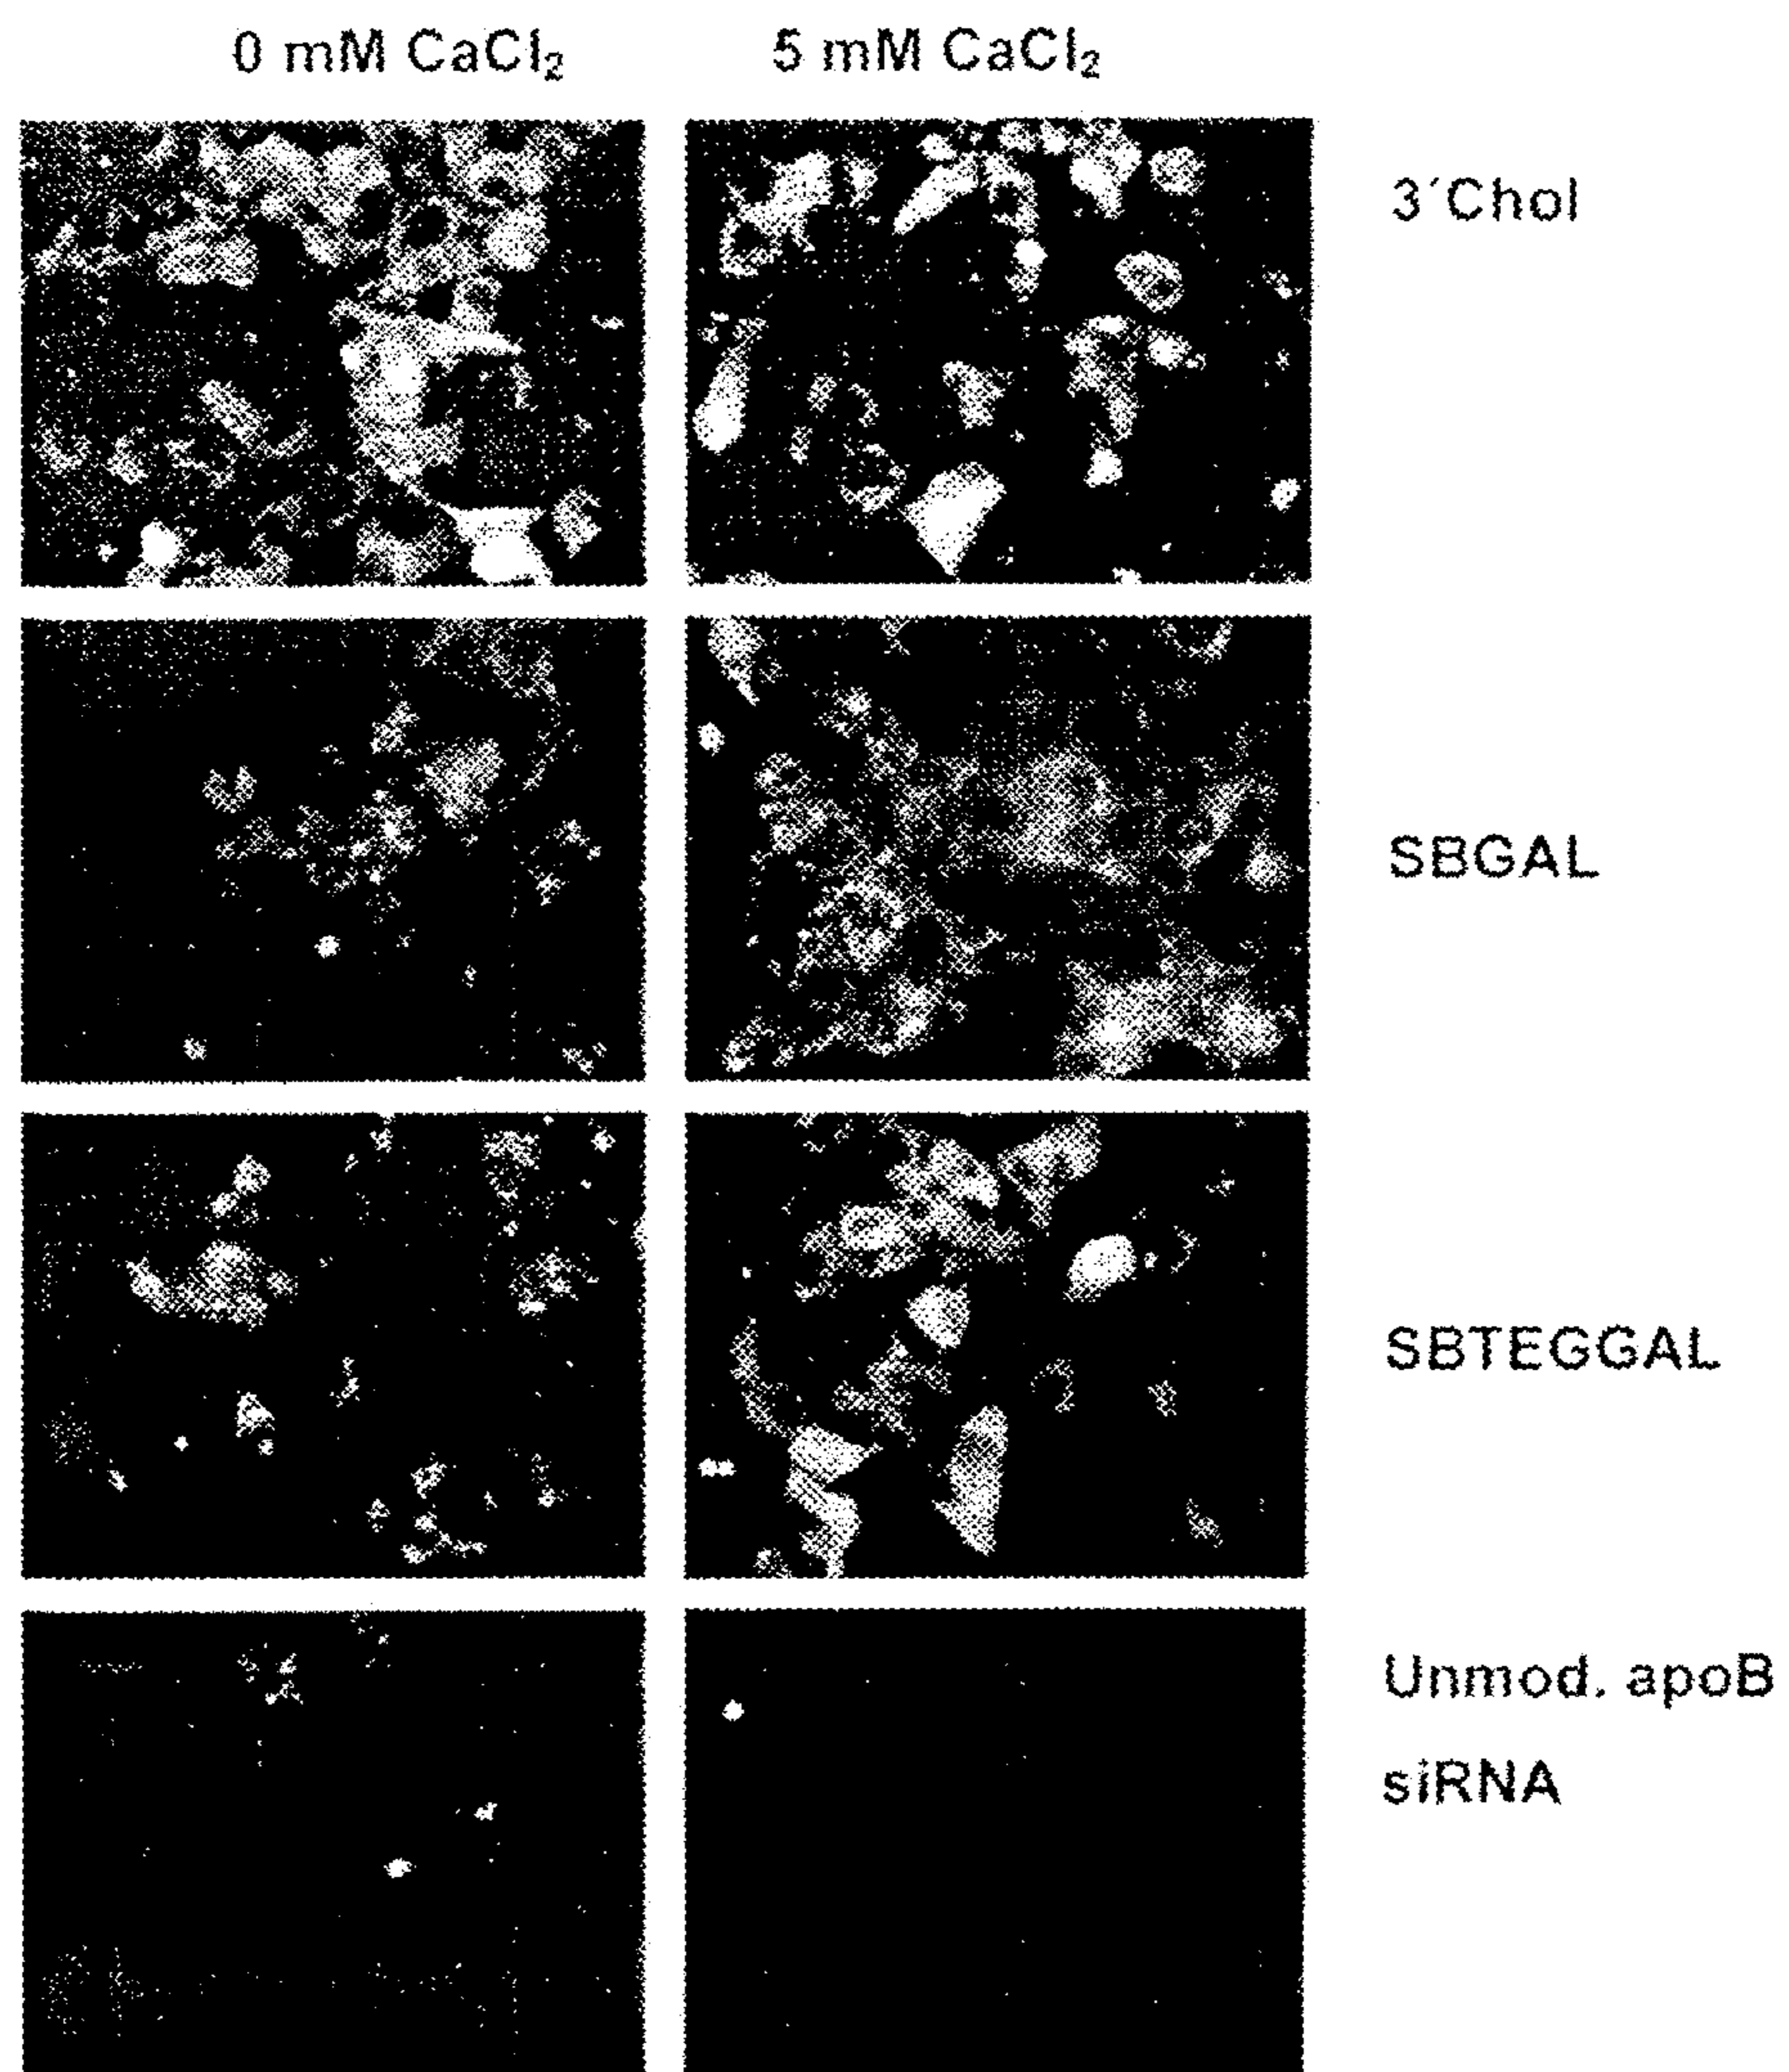 0 mM CaCl₂ 5 mM CaCl₂
3´Chol
SBGAL
SBTEGGAL
Unmod. apoB
siRNA